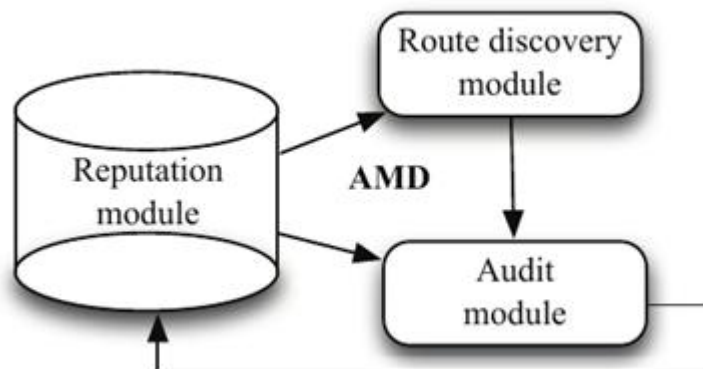 Route discovery
module
Reputation
module
AMD
Audit
module